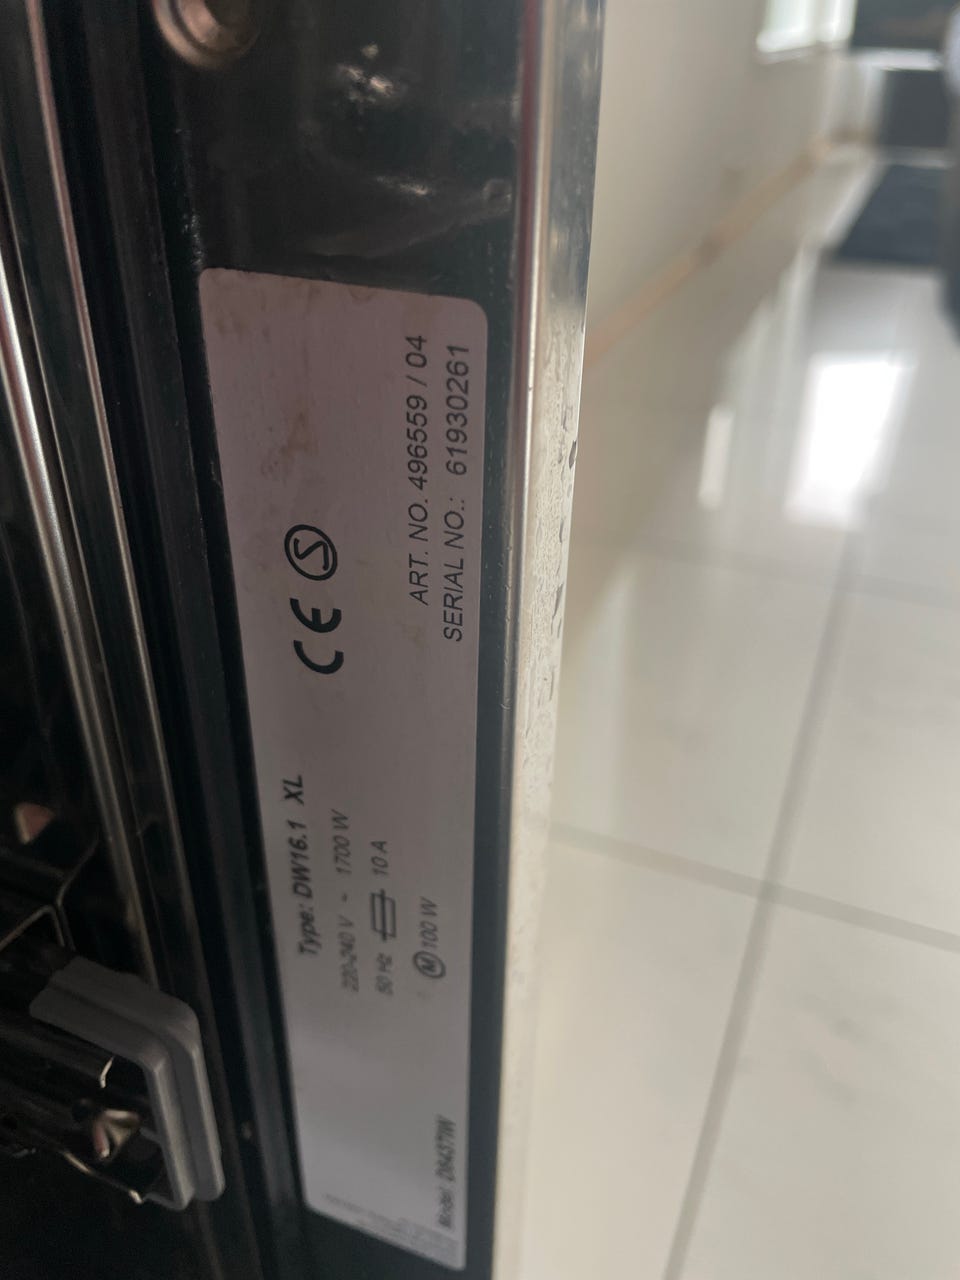 Type: DW16.1 XL
220-240 V ~ 1700 W
50 Hz 10 A
M 100 W
CE S
ART. NO. 496559 / 04
SERIAL NO.: 61930261
Model: